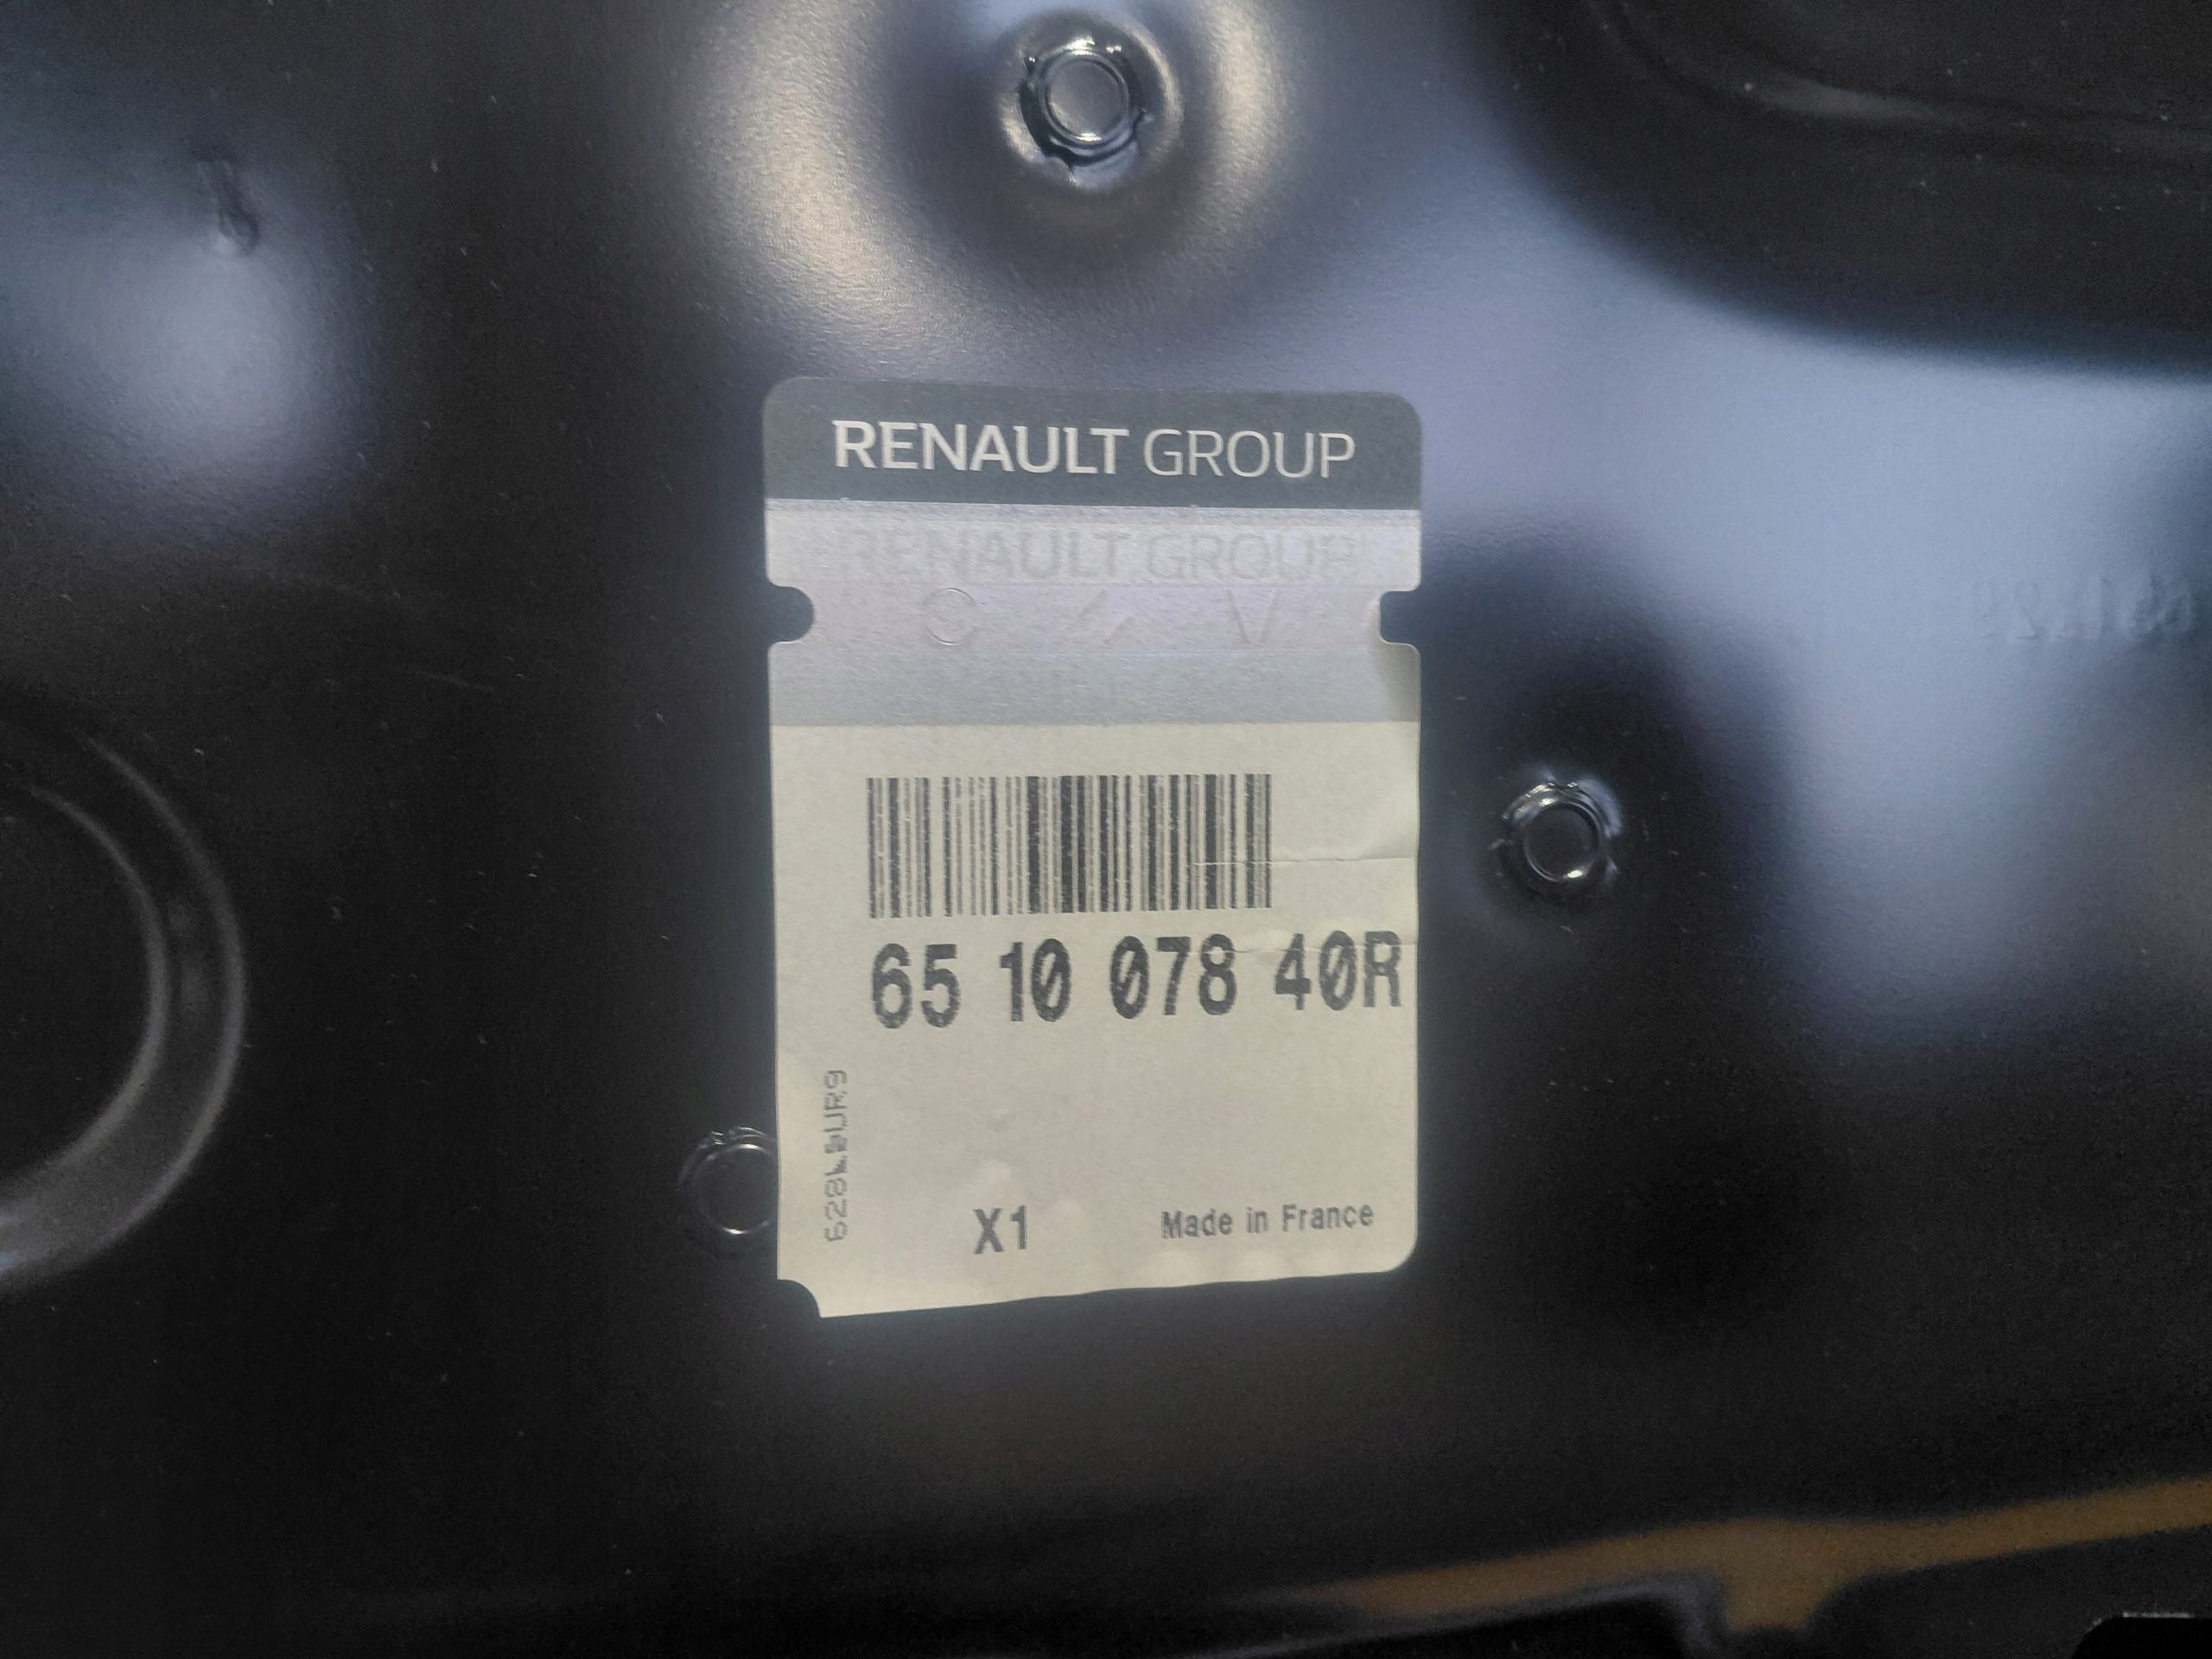 RENAULT GROUP
RENAULT GROUP
65 10 078 40R
X1
Made in France